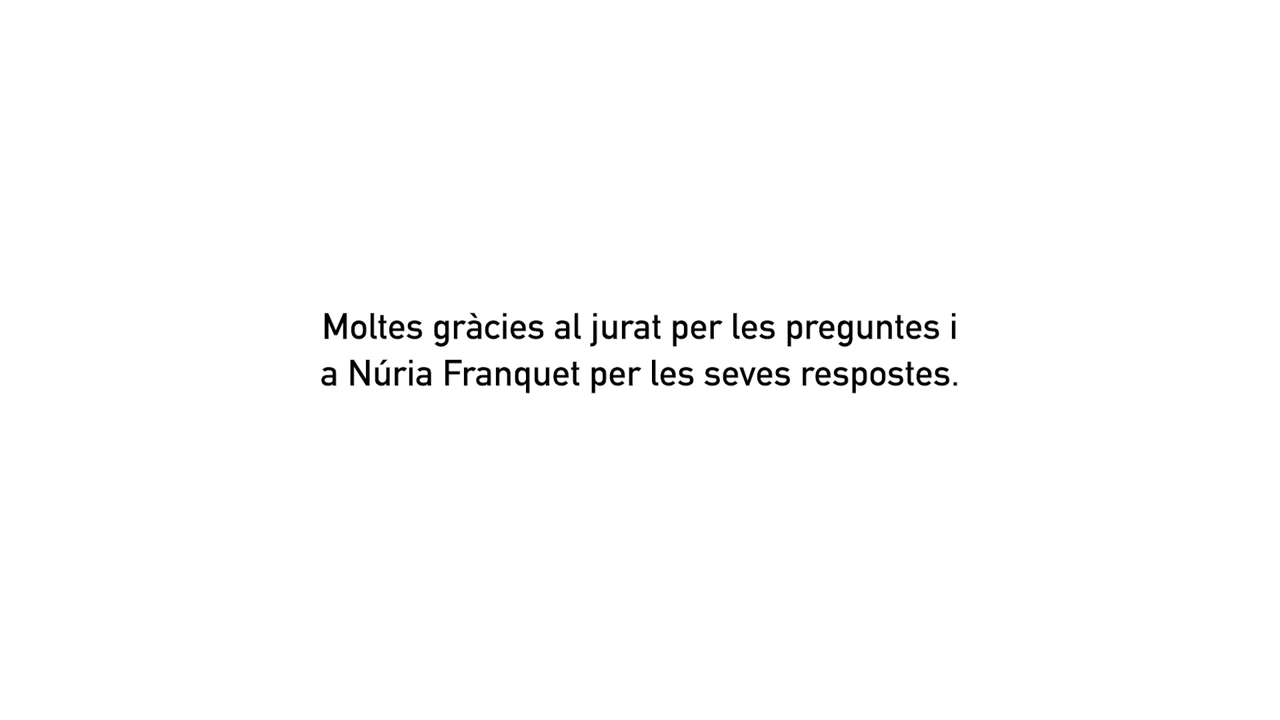 Moltes gràcies al jurat per les preguntes i
a Núria Franquet per les seves respostes.